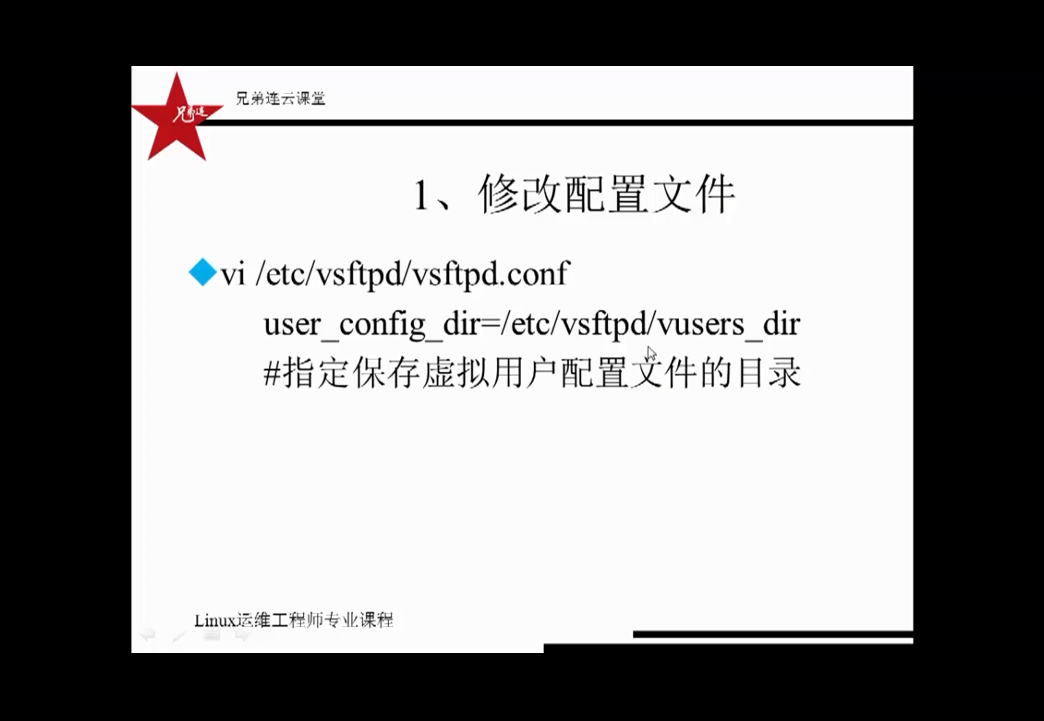 兄弟连
兄弟连云课堂
1、修改配置文件
vi /etc/vsftpd/vsftpd.conf
user_config_dir=/etc/vsftpd/vusers_dir
#指定保存虚拟用户配置文件的目录
Linux运维工程师专业课程